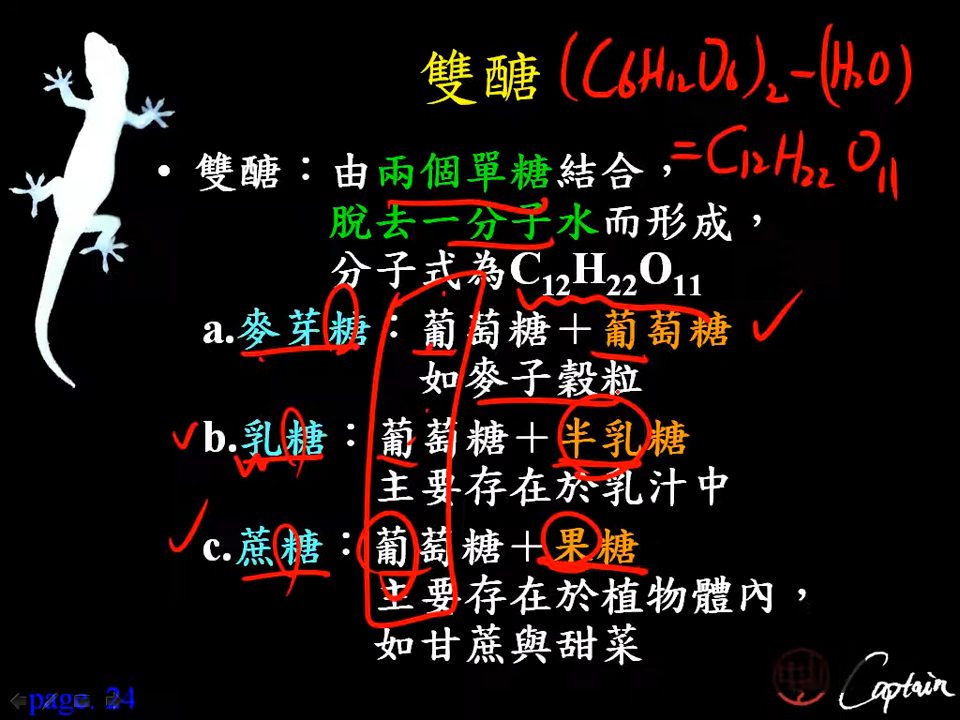 雙醣 (C6H12O6)2-(H2O)
=C12H22O11
• 雙醣：由兩個單糖結合，
脫去一分子水而形成，
分子式為C12H22O11
a.麥芽糖：葡萄糖＋葡萄糖
如麥子穀粒
b.乳糖：葡萄糖＋半乳糖
主要存在於乳汁中
c.蔗糖：葡萄糖＋果糖
主要存在於植物體內，
如甘蔗與甜菜
Captain
page. 24